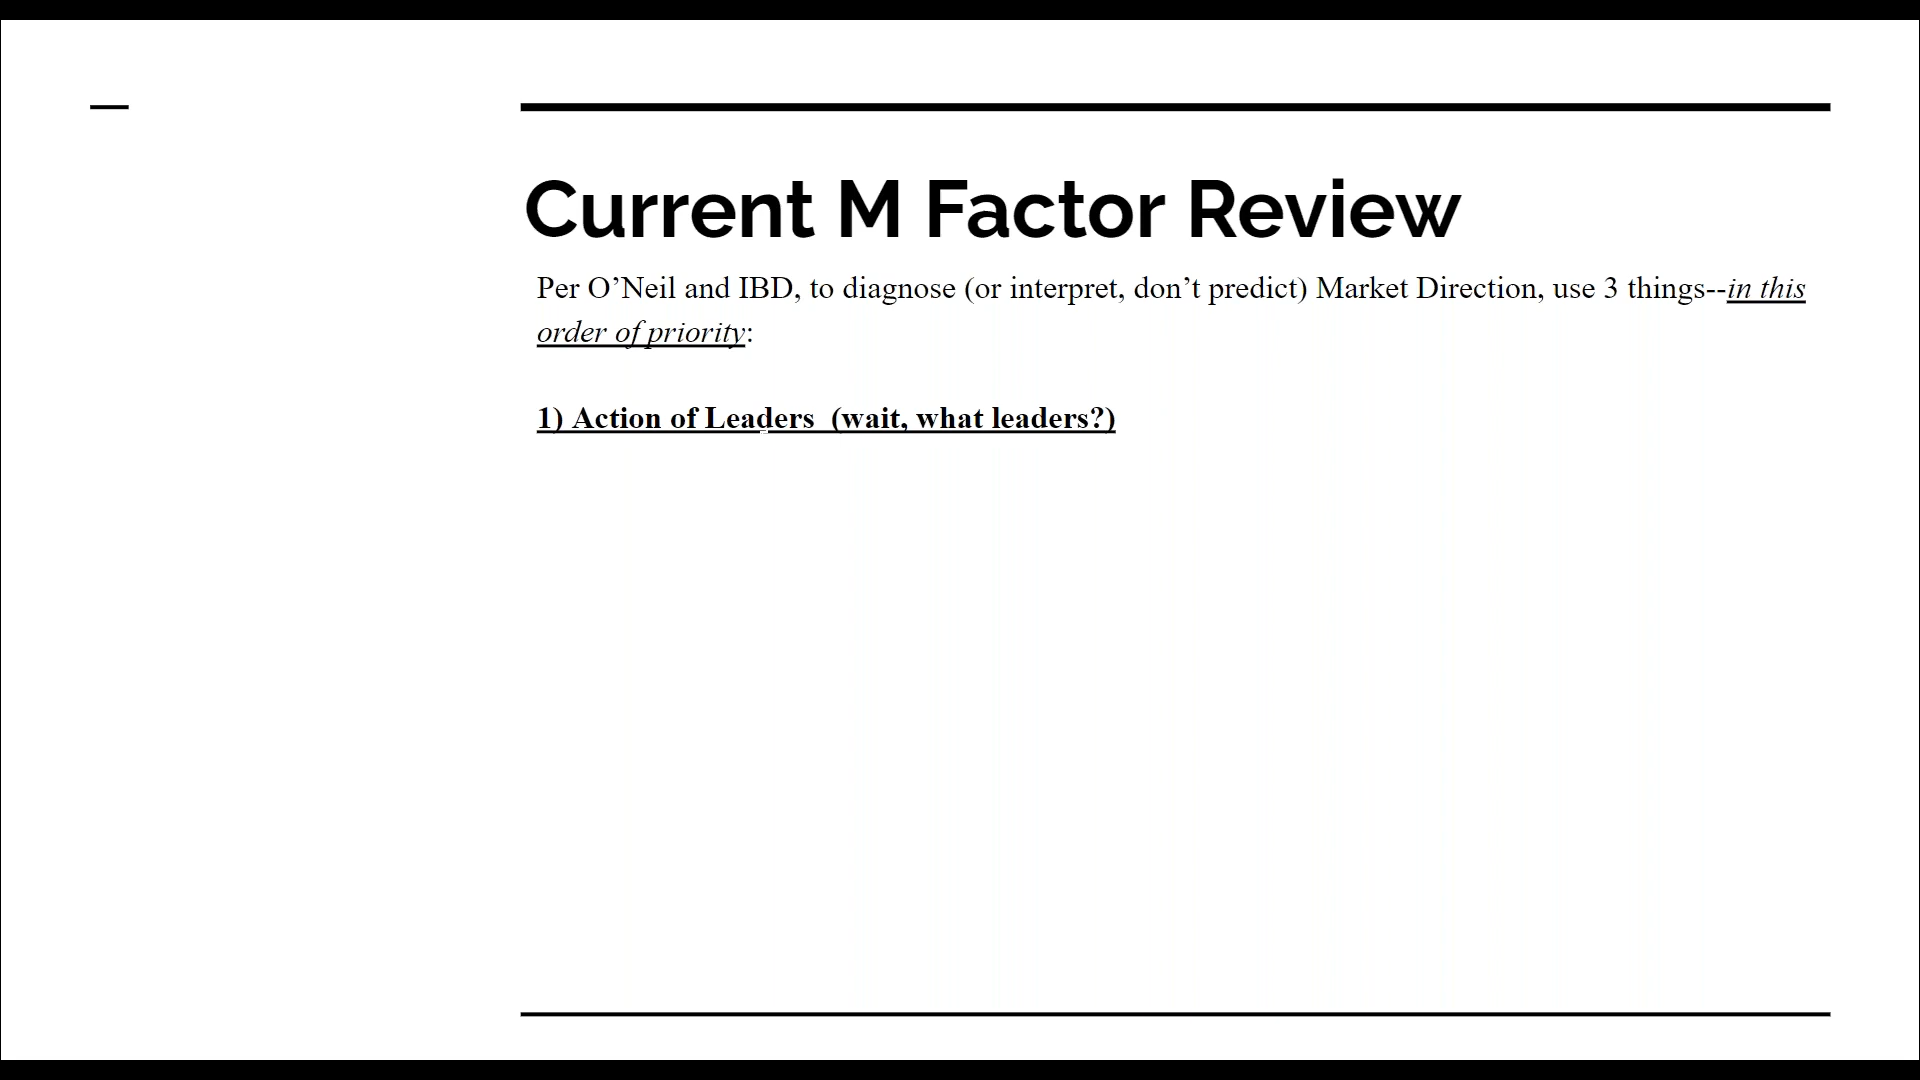 Current M Factor Review
Per O’Neil and IBD, to diagnose (or interpret, don’t predict) Market Direction, use 3 things--in this
order of priority:
1) Action of Leaders  (wait, what leaders?)